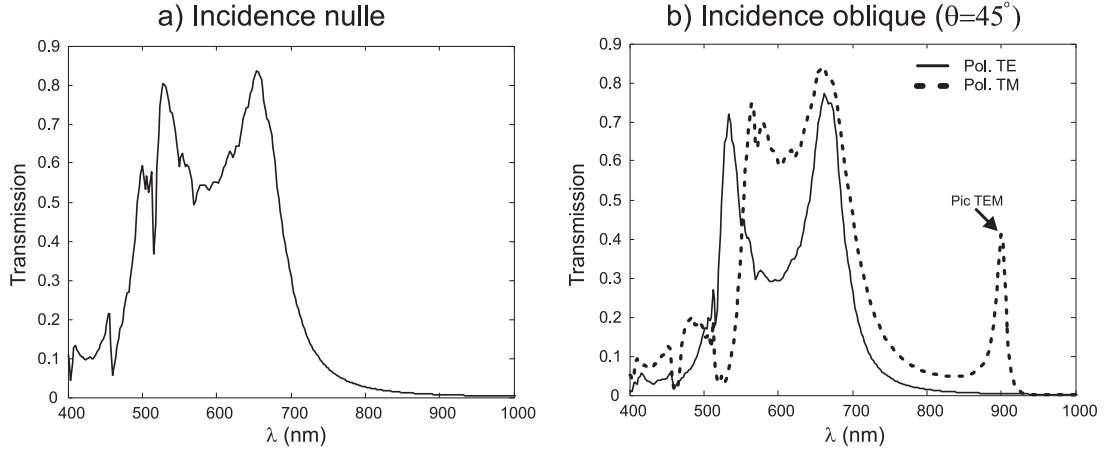 a) Incidence nulle
0.9
0.8
0.7
0.6
0.5
0.4
0.3
0.2
0.1
0
Transmission
400 500 600 700 800 900 1000
λ (nm)
b) Incidence oblique (θ=45°)
0.9
0.8
0.7
0.6
0.5
0.4
0.3
0.2
0.1
0
Transmission
Pol. TE
Pol. TM
Pic TEM
400 500 600 700 800 900 1000
λ (nm)